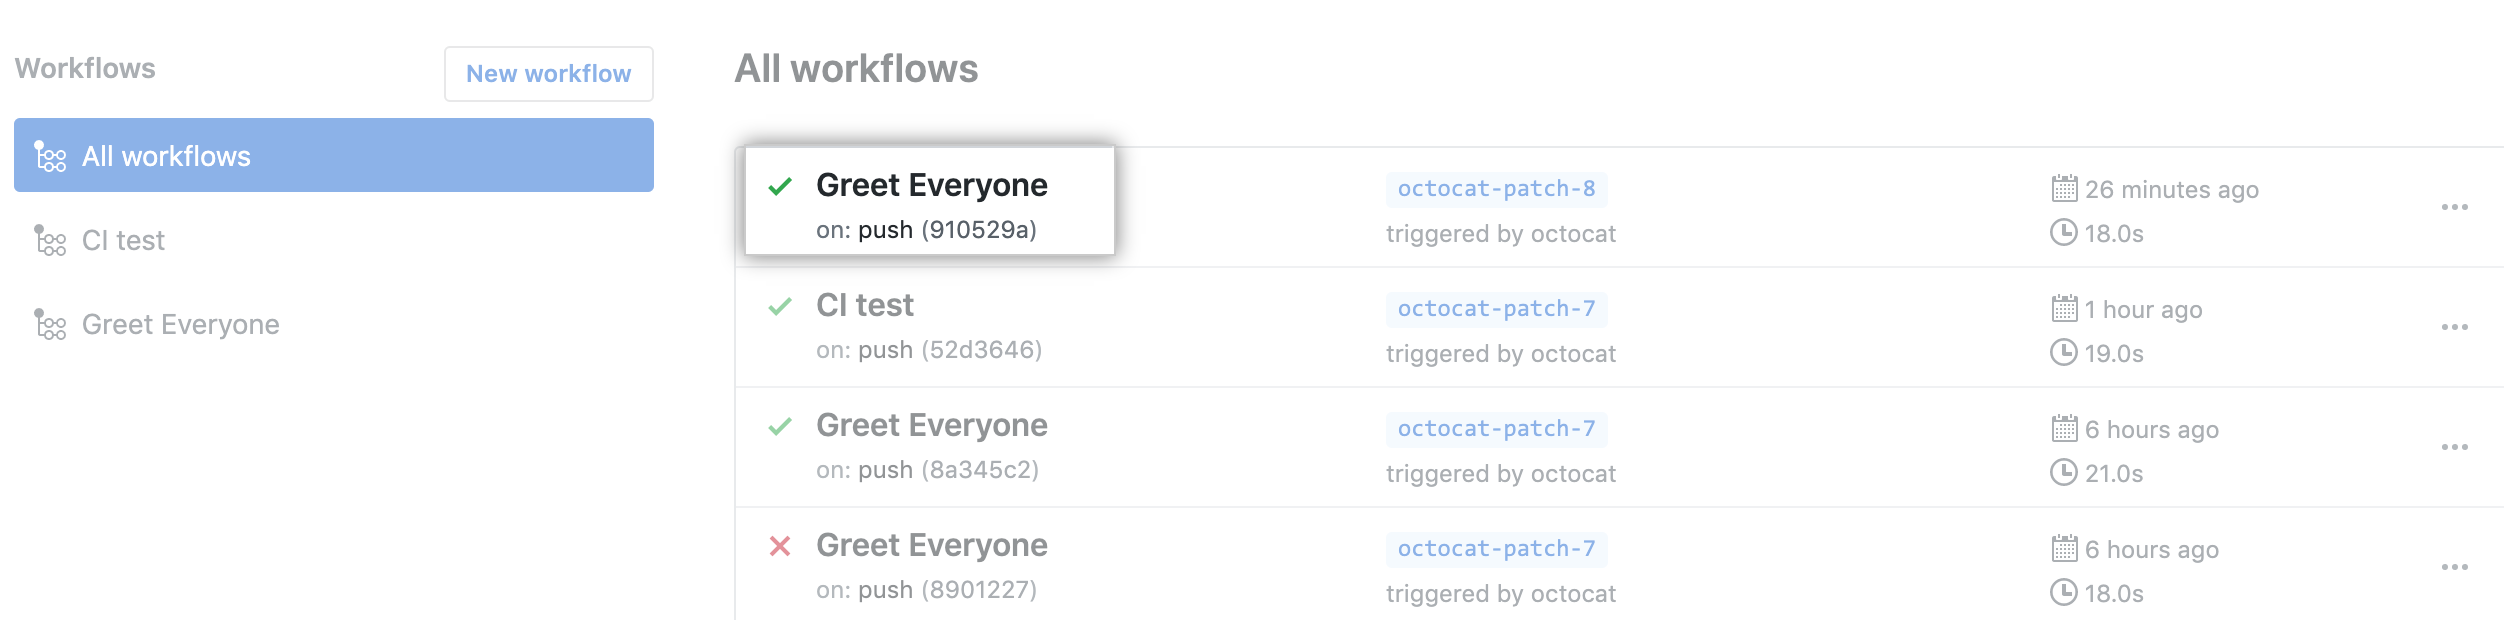 Workflows
New workflow
All workflows
CI test
Greet Everyone
All workflows
Greet Everyone
on: push (910529a)
octocat-patch-8
triggered by octocat
26 minutes ago
18.0s
CI test
on: push (52d3646)
octocat-patch-7
triggered by octocat
1 hour ago
19.0s
Greet Everyone
on: push (8a345c2)
octocat-patch-7
triggered by octocat
6 hours ago
21.0s
Greet Everyone
on: push (8901227)
octocat-patch-7
triggered by octocat
6 hours ago
18.0s